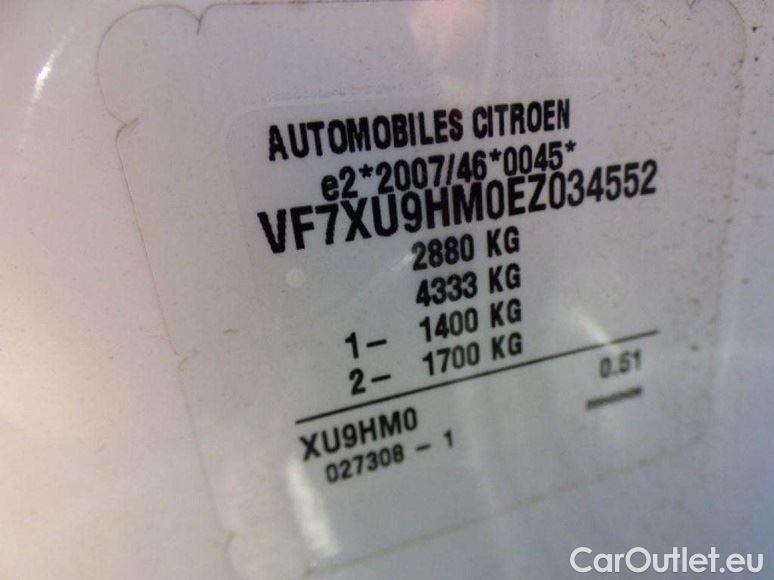 AUTOMOBILES CITROEN
e2*2007/46*0045*
VF7XU9HM0EZ034552
2880 KG
4333 KG
1- 1400 KG
2- 1700 KG
0.61
XU9HM0
027308 - 1
CarOutlet.eu